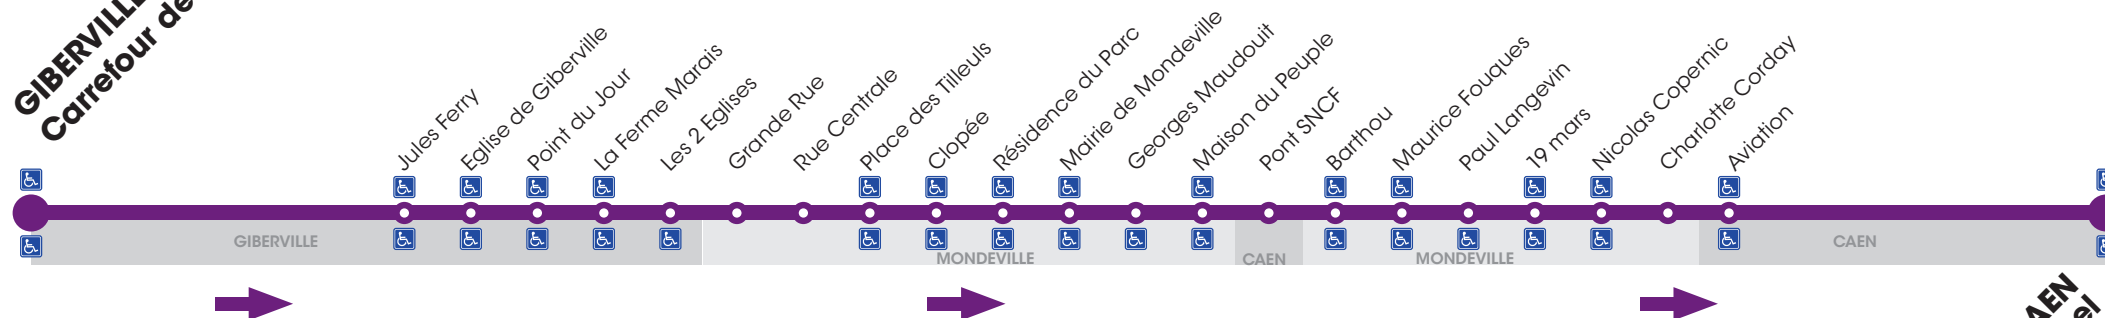 GIBERVILLE
Carrefour de
Jules Ferry
Eglise de Giberville
Point du Jour
La Ferme Marais
Les 2 Eglises
Grande Rue
Rue Centrale
Place des Tilleuls
Clopée
Résidence du Parc
Mairie de Mondeville
Georges Maudouit
Maison du Peuple
Pont SNCF
Barthou
Maurice Fouques
Paul Langevin
19 mars
Nicolas Copernic
Charlotte Corday
Aviation
GIBERVILLE
MONDEVILLE
CAEN
MONDEVILLE
CAEN